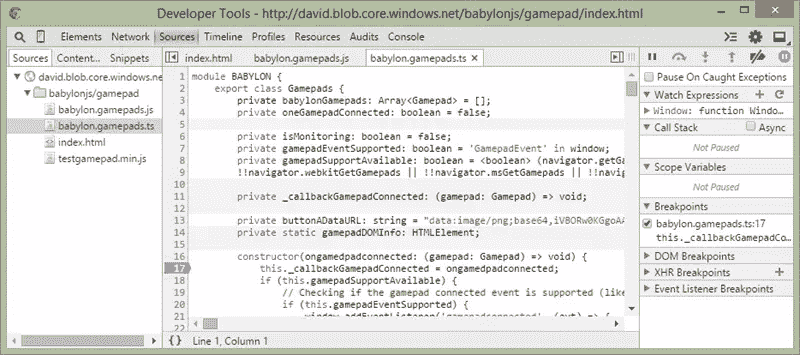 Developer Tools - http://david.blob.core.windows.net/babylonjs/gamepad/index.html
Elements Network Sources Timeline Profiles Resources Audits Console
Sources Content... Snippets
index.html babylon.gamepads.js babylon.gamepads.ts
david.blob.core.windows.ne
babylonjs/gamepad
babylon.gamepads.js
babylon.gamepads.ts
index.html
testgamepad.min.js
1 module BABYLON {
2 export class Gamepads {
3 private babylonGamepads: Array<Gamepad> = [];
4 private oneGamepadConnected: boolean = false;
5
6 private isMonitoring: boolean = false;
7 private gamepadEventSupported: boolean = 'GamepadEvent' in window;
8 private gamepadSupportAvailable: boolean = <boolean> (navigator.getGa
9 !!navigator.webkitGetGamepads || !!navigator.msGetGamepads || !!navig
10
11 private _callbackGamepadConnected: (gamepad: Gamepad) => void;
12
13 private buttonADataURL: string = "data:image/png;base64,iVBORw0KGgoAA
14 private static gamepadDOMInfo: HTMLElement;
15
16 constructor(ongamedpadconnected: (gamepad: Gamepad) => void) {
17 this._callbackGamepadConnected = ongamedpadconnected;
18 if (this.gamepadSupportAvailable) {
19 // Checking if the gamepad connected event is supported (like
20 if (this.gamepadEventSupported) {
21 window.addEventListener('gamepadconnected', (evt) => {
22
{} Line 1, Column 1
Pause On Caught Exceptions
Watch Expressions
Window: function Windo...
Call Stack Async
Not Paused
Scope Variables
Not Paused
Breakpoints
babylon.gamepads.ts:17
this._callbackGamepadCo...
DOM Breakpoints
XHR Breakpoints
Event Listener Breakpoints